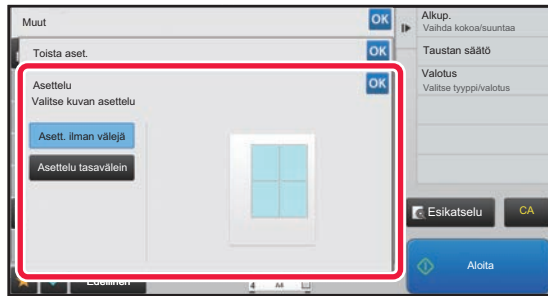 Muut
OK
Toista aset.
OK
Asettelu
OK
Valitse kuvan asettelu
Asett. ilman välejä
Asettelu tasavälein
Edellinen
4
A4
Alkup.
Vaihda kokoa/suuntaa
Taustan säätö
Valotus
Valitse tyyppi/valotus
Esikatselu
CA
Aloita